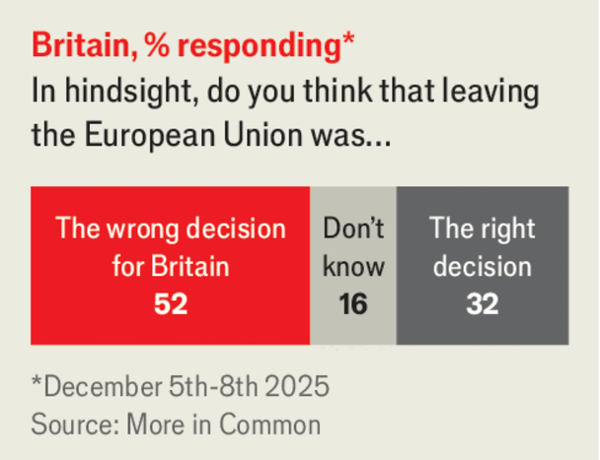 Britain, % responding*
In hindsight, do you think that leaving
the European Union was...
The wrong decision
for Britain
52
Don’t
know
16
The right
decision
32
*December 5th-8th 2025
Source: More in Common